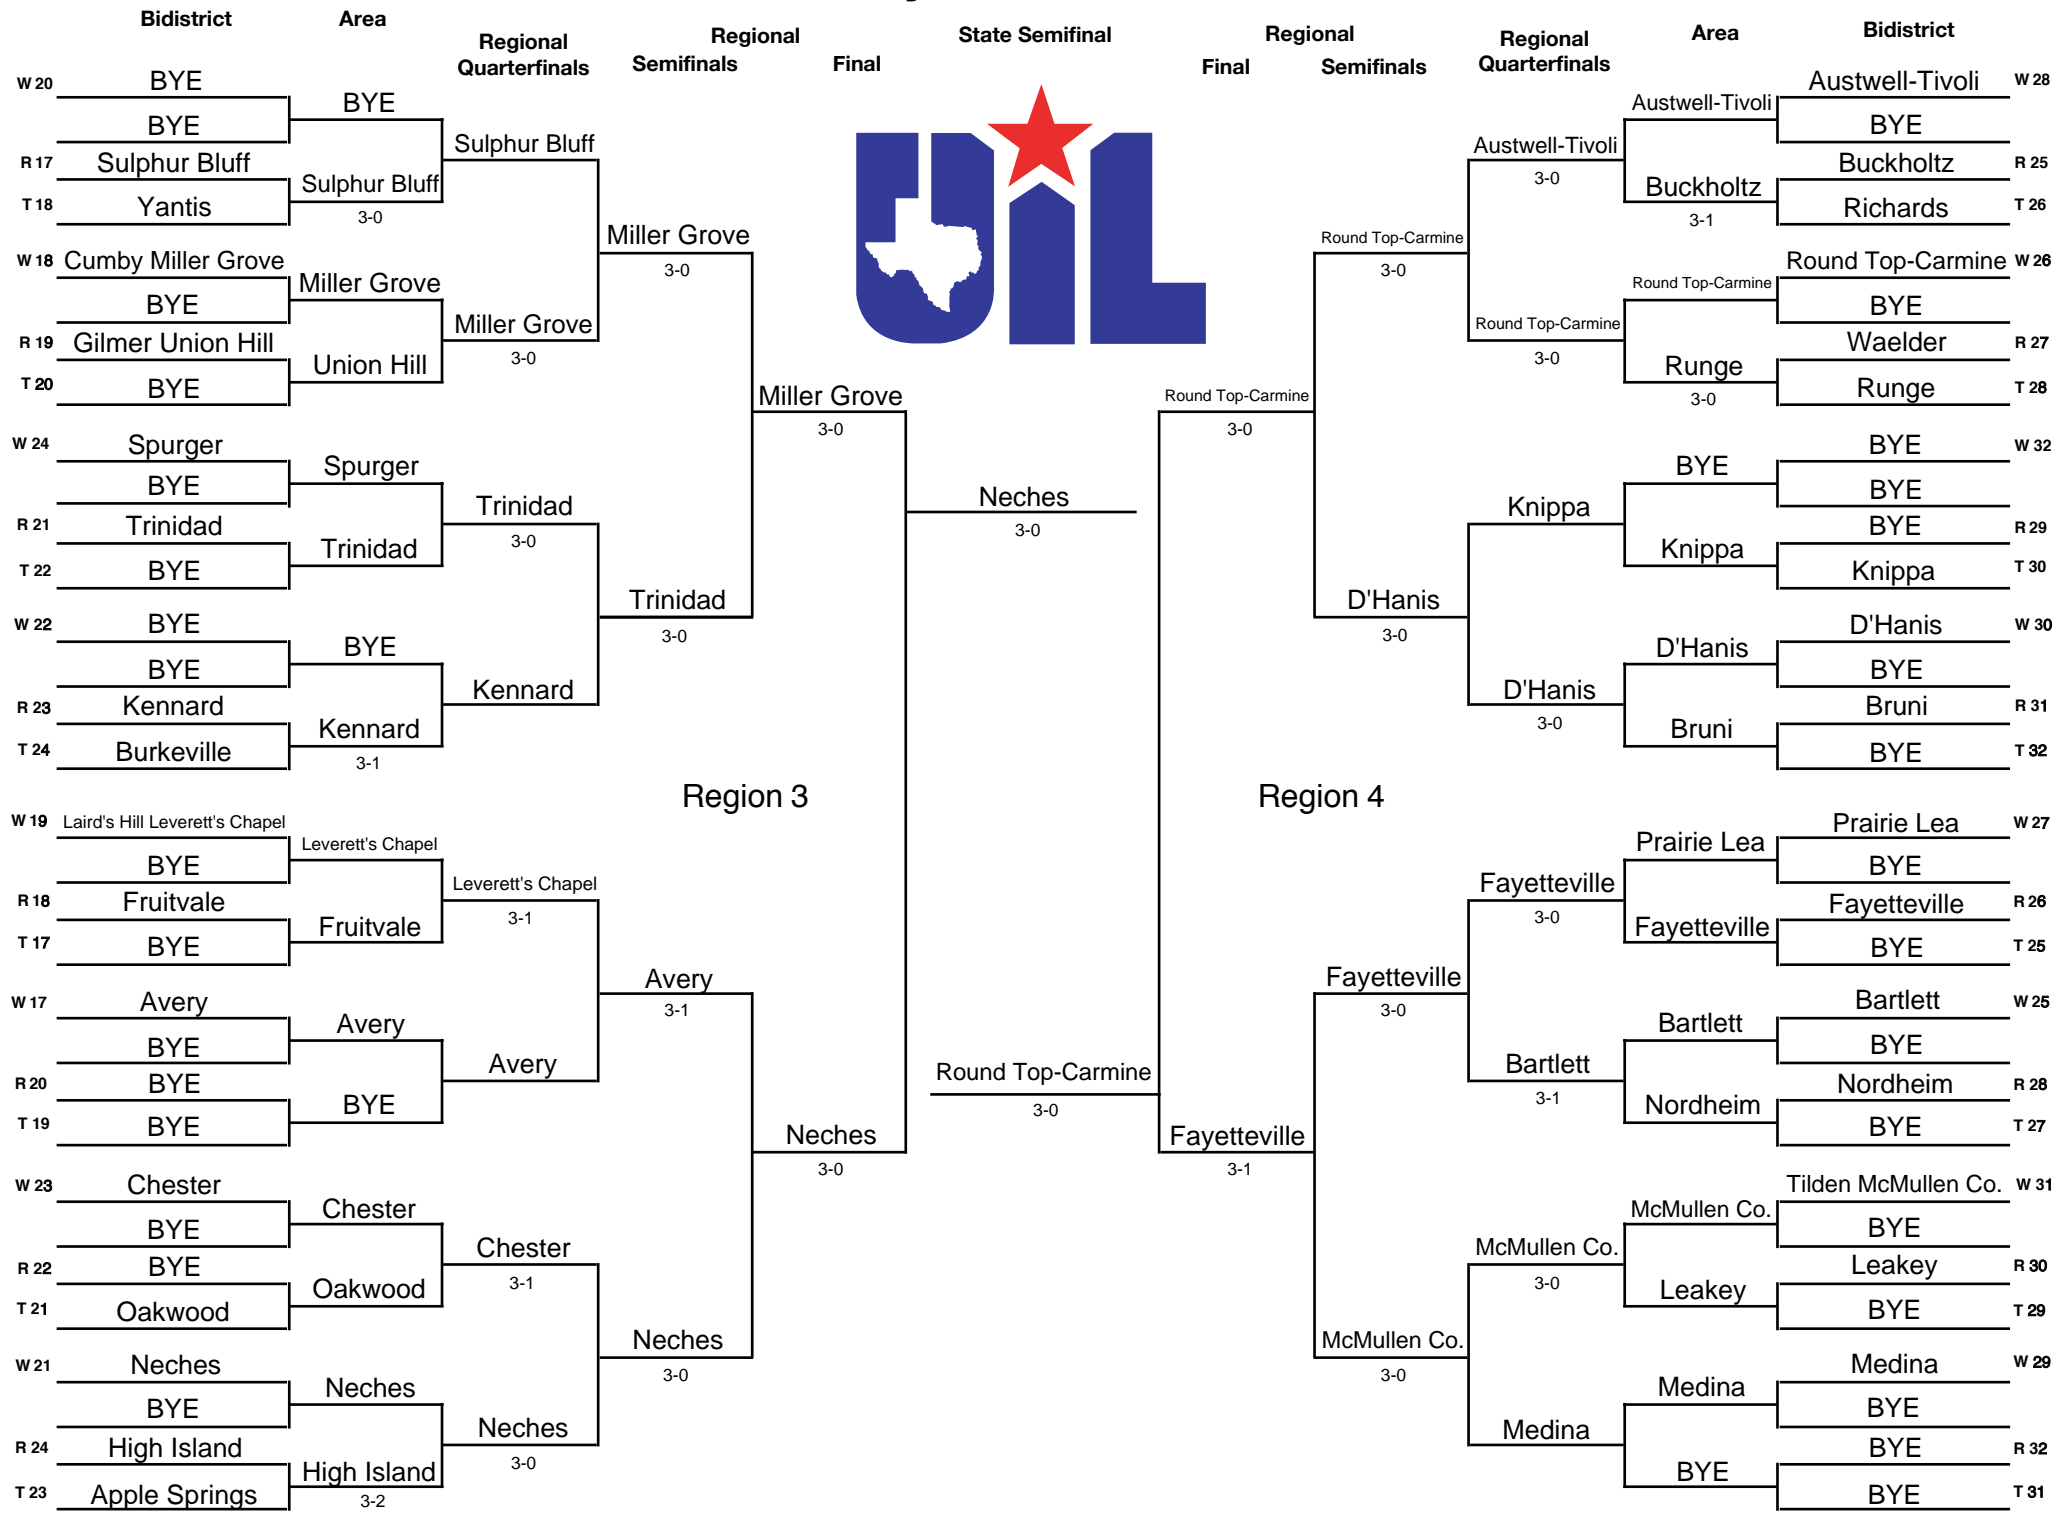 Bidistrict
Area
Regional
Quarterfinals
Regional
Semifinals
Final
State Semifinal
Regional
Final
Semifinals
Regional
Quarterfinals
Area
Bidistrict
W 20
BYE
BYE
R 17
Sulphur Bluff
T 18
Yantis
W 18
Cumby Miller Grove
BYE
R 19
Gilmer Union Hill
T 20
BYE
W 24
Spurger
BYE
R 21
Trinidad
T 22
BYE
W 22
BYE
BYE
R 23
Kennard
T 24
Burkeville
W 19
Laird's Hill Leverett's Chapel
BYE
R 18
Fruitvale
T 17
BYE
W 17
Avery
BYE
R 20
BYE
T 19
BYE
W 23
Chester
BYE
R 22
BYE
T 21
Oakwood
W 21
Neches
BYE
R 24
High Island
T 23
Apple Springs
BYE
Sulphur Bluff
3-0
Miller Grove
Union Hill
Spurger
Trinidad
BYE
Kennard
3-1
Leverett's Chapel
Fruitvale
Avery
BYE
Chester
Oakwood
Neches
High Island
3-2
Sulphur Bluff
Miller Grove
3-0
Trinidad
3-0
Kennard
Leverett's Chapel
3-1
Avery
Chester
3-1
Neches
3-0
Miller Grove
3-0
Trinidad
3-0
Avery
3-1
Neches
3-0
Miller Grove
3-0
Neches
3-0
Region 3
UIL
Neches
3-0
Round Top-Carmine
3-0
Region 4
Round Top-Carmine
3-0
Fayetteville
3-1
Round Top-Carmine
3-0
D'Hanis
3-0
Fayetteville
3-0
McMullen Co.
3-0
Austwell-Tivoli
3-0
Round Top-Carmine
3-0
Knippa
D'Hanis
3-0
Fayetteville
3-0
Bartlett
3-1
McMullen Co.
3-0
Medina
Austwell-Tivoli
Buckholtz
3-1
Round Top-Carmine
Runge
3-0
BYE
Knippa
D'Hanis
Bruni
Prairie Lea
Fayetteville
Bartlett
Nordheim
McMullen Co.
Leakey
Medina
BYE
Austwell-Tivoli
W 28
BYE
Buckholtz
R 25
Richards
T 26
Round Top-Carmine
W 26
BYE
Waelder
R 27
Runge
T 28
BYE
W 32
BYE
BYE
R 29
Knippa
T 30
D'Hanis
W 30
BYE
Bruni
R 31
BYE
T 32
Prairie Lea
W 27
BYE
Fayetteville
R 26
BYE
T 25
Bartlett
W 25
BYE
Nordheim
R 28
BYE
T 27
Tilden McMullen Co.
W 31
BYE
Leakey
R 30
BYE
T 29
Medina
W 29
BYE
BYE
R 32
BYE
T 31